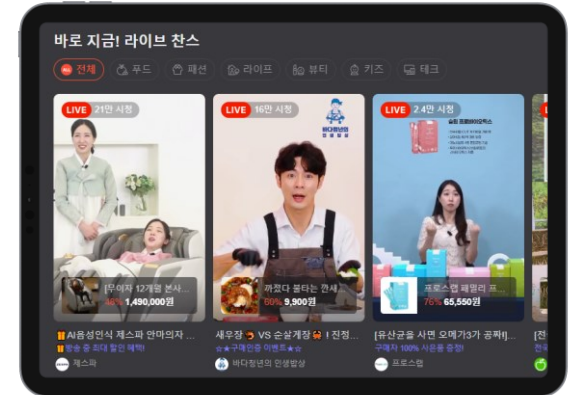 바로 지금! 라이브 찬스
전체 푸드 패션 라이프 뷰티 키즈 테크
LIVE 21만 시청
[무이자 12개월 본사...
46% 1,490,000원
AI음성인식 제스파 안마의자 ...
방송 중 최대 할인 혜택!
제스파
LIVE 16만 시청
바다청년의
인생밥상
까졌다 불타는 깐새...
60% 9,900원
새우장 VS 순살게장 ! 진정...
☆★구매인증 이벤트★☆
바다청년의 인생밥상
LIVE 2.4만 시청
프로스랩 패밀리 프...
76% 65,550원
[유산균을 사면 오메가3가 공짜!]...
구매자 100% 사은품 증정!
프로스랩
[전
전국